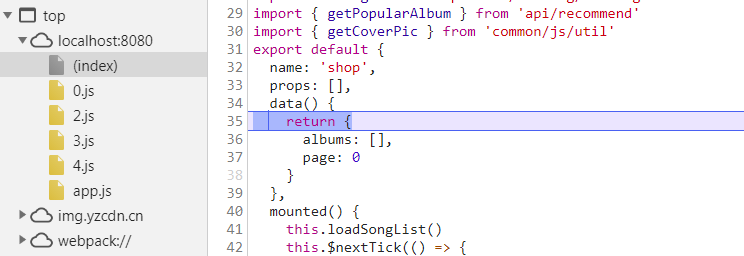 top
localhost:8080
(index)
0.js
2.js
3.js
4.js
app.js
img.yzcdn.cn
webpack://
29 import { getPopularAlbum } from 'api/recommend'
30 import { getCoverPic } from 'common/js/util'
31 export default {
32 name: 'shop',
33 props: [],
34 data() {
35 return {
36 albums: [],
37 page: 0
38 }
39 },
40 mounted() {
41 this.loadSongList()
42 this.$nextTick(() => {